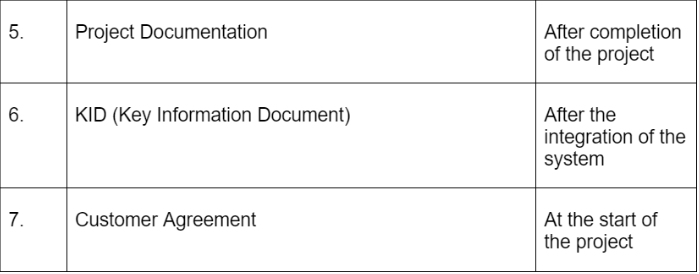 5. Project Documentation After completion
of the project
6. KID (Key Information Document) After the
integration of the
system
7. Customer Agreement At the start of
the project